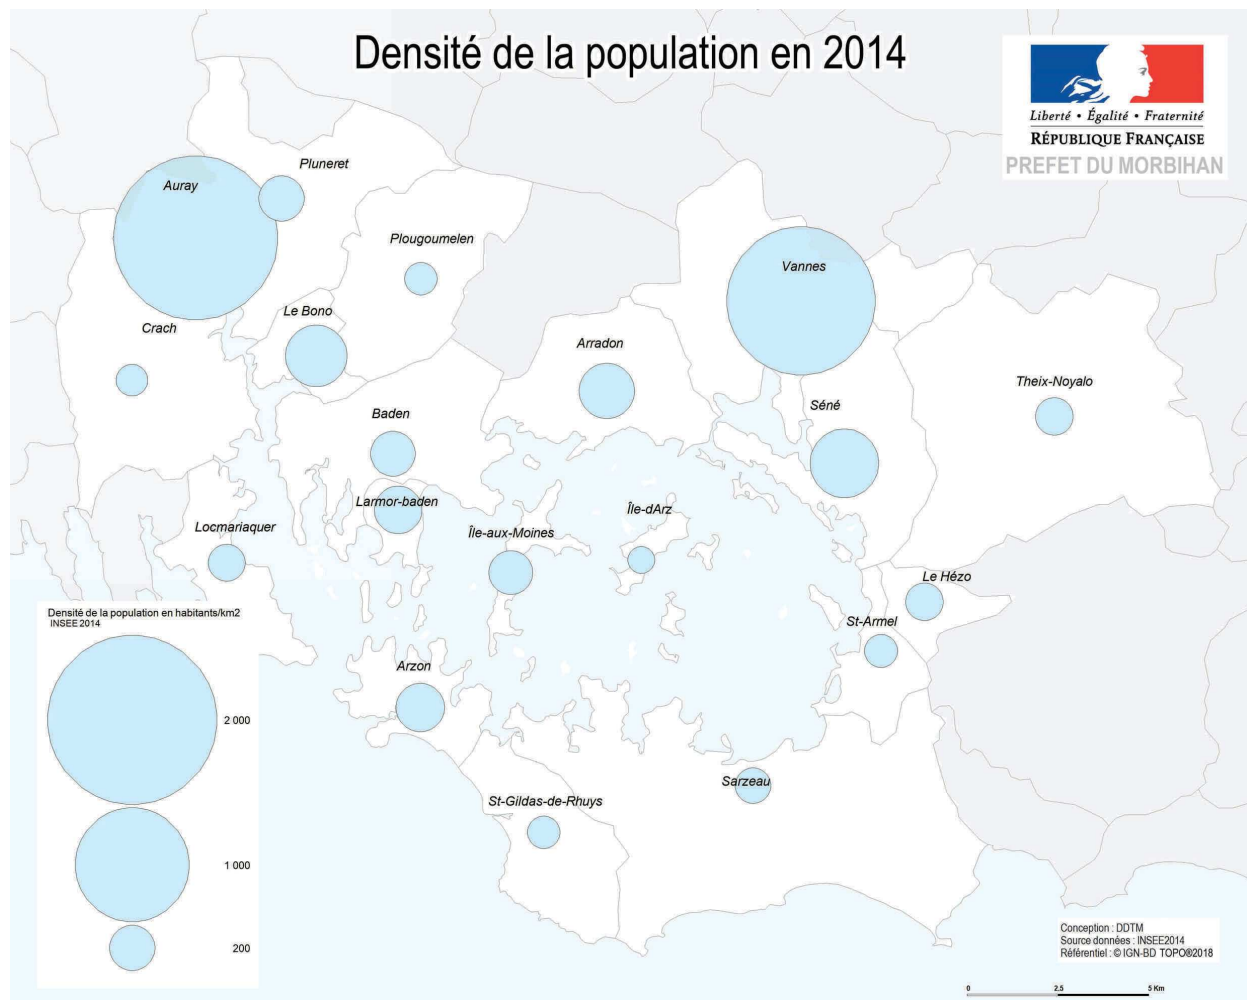 Densité de la population en 2014
Liberté • Égalité • Fraternité
RÉPUBLIQUE FRANÇAISE
PREFET DU MORBIHAN
Pluneret
Auray
Plougoumelen
Vannes
Le Bono
Crach
Arradon
Theix-Noyalo
Baden
Séné
Larmor-baden
Île-dArz
Locmariaquer
Île-aux-Moines
Le Hézo
St-Armel
Arzon
Sarzeau
St-Gildas-de-Rhuys
Densité de la population en habitants/km2
INSEE 2014
2 000
1 000
200
Conception : DDTM
Source données : INSEE2014
Référentiel : © IGN-BD TOPO®2018
0 2.5 5 Km